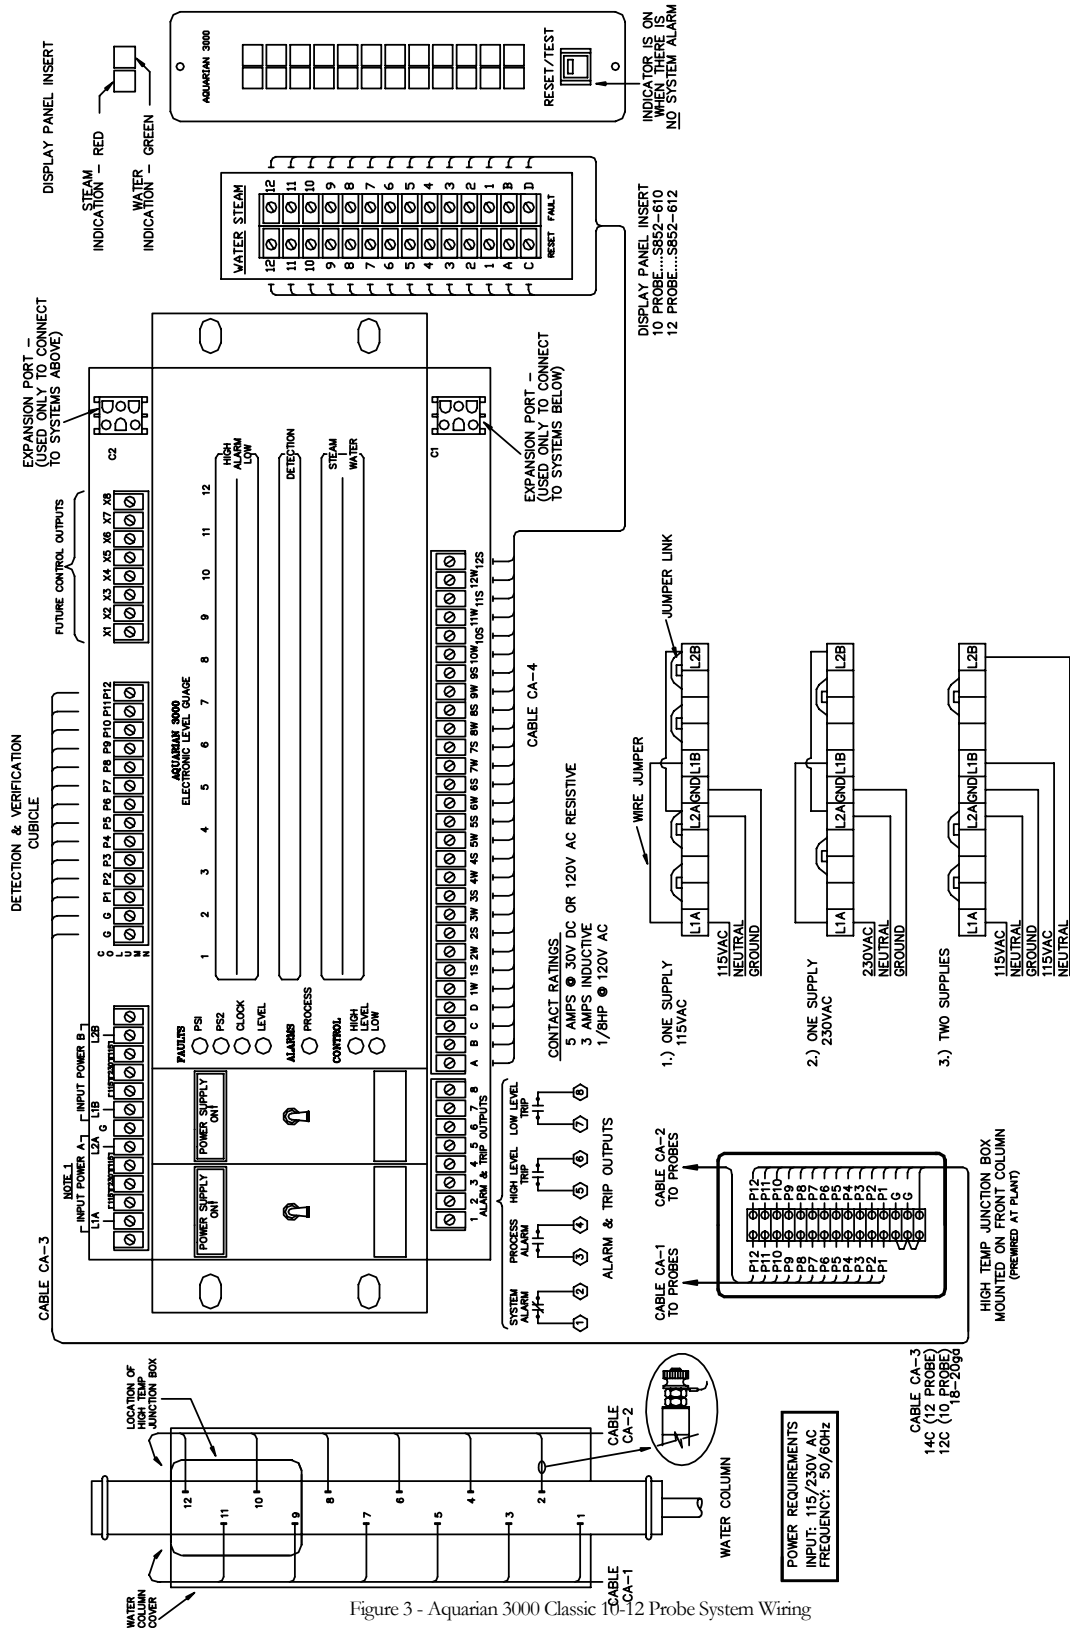 DISPLAY PANEL INSERT
STEAM
INDICATION - RED
WATER
INDICATION - GREEN
AQUARIAN 3000
RESET/TEST
INDICATOR IS ON
WHEN THERE IS
NO SYSTEM ALARM
WATER STEAM
12 11 10 9 8 7 6 5 4 3 2 1 B D
FAULT
RESET
12 11 10 9 8 7 6 5 4 3 2 1 A C
DISPLAY PANEL INSERT
10 PROBE....S852-610
12 PROBE....S852-612
EXPANSION PORT -
(USED ONLY TO CONNECT
TO SYSTEMS ABOVE)
C2
C1
EXPANSION PORT -
(USED ONLY TO CONNECT
TO SYSTEMS BELOW)
DETECTION & VERIFICATION
CUBICLE
FUTURE CONTROL OUTPUTS
X1 X2 X3 X4 X5 X6 X7 X8
COLUMN
G G P1 P2 P3 P4 P5 P6 P7 P8 P9 P10 P11 P12
NOTE 1
INPUT POWER A
INPUT POWER B
L1A
L2A
G
L1B
L2B
115 230 115
115 230 115
CABLE CA-3
POWER SUPPLY
ON!
POWER SUPPLY
ON!
FAULTS
PS1
PS2
CLOCK
LEVEL
ALARMS
PROCESS
CONTROL
HIGH
LEVEL
LOW
AQUARIAN 3000
ELECTRONIC LEVEL GUAGE
1 2 3 4 5 6 7 8 9 10 11 12
HIGH
ALARM
LOW
DETECTION
STEAM
WATER
1 2 3 4 5 6 7 8
ALARM & TRIP OUTPUTS
A B C D 1W 1S 2W 2S 3W 3S 4W 4S 5W 5S 6W 6S 7W 7S 8W 8S 9W 9S 10W 10S 11W 11S 12W 12S
CABLE CA-4
SYSTEM
ALARM
PROCESS
ALARM
HIGH LEVEL
TRIP
LOW LEVEL
TRIP
1 2 3 4 5 6 7 8
ALARM & TRIP OUTPUTS
CONTACT RATINGS
5 AMPS @ 30V DC OR 120V AC RESISTIVE
3 AMPS INDUCTIVE
1/8HP @ 120V AC
1.) ONE SUPPLY
115VAC
WIRE JUMPER
JUMPER LINK
L1A L2A GND L1B L2B
115VAC
NEUTRAL
GROUND
2.) ONE SUPPLY
230VAC
L1A L2A GND L1B L2B
230VAC
NEUTRAL
GROUND
3.) TWO SUPPLIES
L1A L2A GND L1B L2B
115VAC
NEUTRAL
GROUND
115VAC
NEUTRAL
CABLE CA-1
TO PROBES
CABLE CA-2
TO PROBES
P12 P11 P10 P9 P8 P7 P6 P5 P4 P3 P2 P1
P12 P11 P10 P9 P8 P7 P6 P5 P4 P3 P2 P1 G G
HIGH TEMP JUNCTION BOX
MOUNTED ON FRONT COLUMN
(PREWIRED AT PLANT)
CABLE CA-3
14C (12 PROBE)
12C (10 PROBE)
18-20ga
LOCATION OF
HIGH TEMP
JUNCTION BOX
WATER
COLUMN
COVER
12 11 10 9 8 7 6 5 4 3 2 1
CABLE
CA-2
CABLE
CA-1
WATER COLUMN
POWER REQUIREMENTS
INPUT: 115/230V AC
FREQUENCY: 50/60Hz
Figure 3 - Aquarian 3000 Classic 10-12 Probe System Wiring